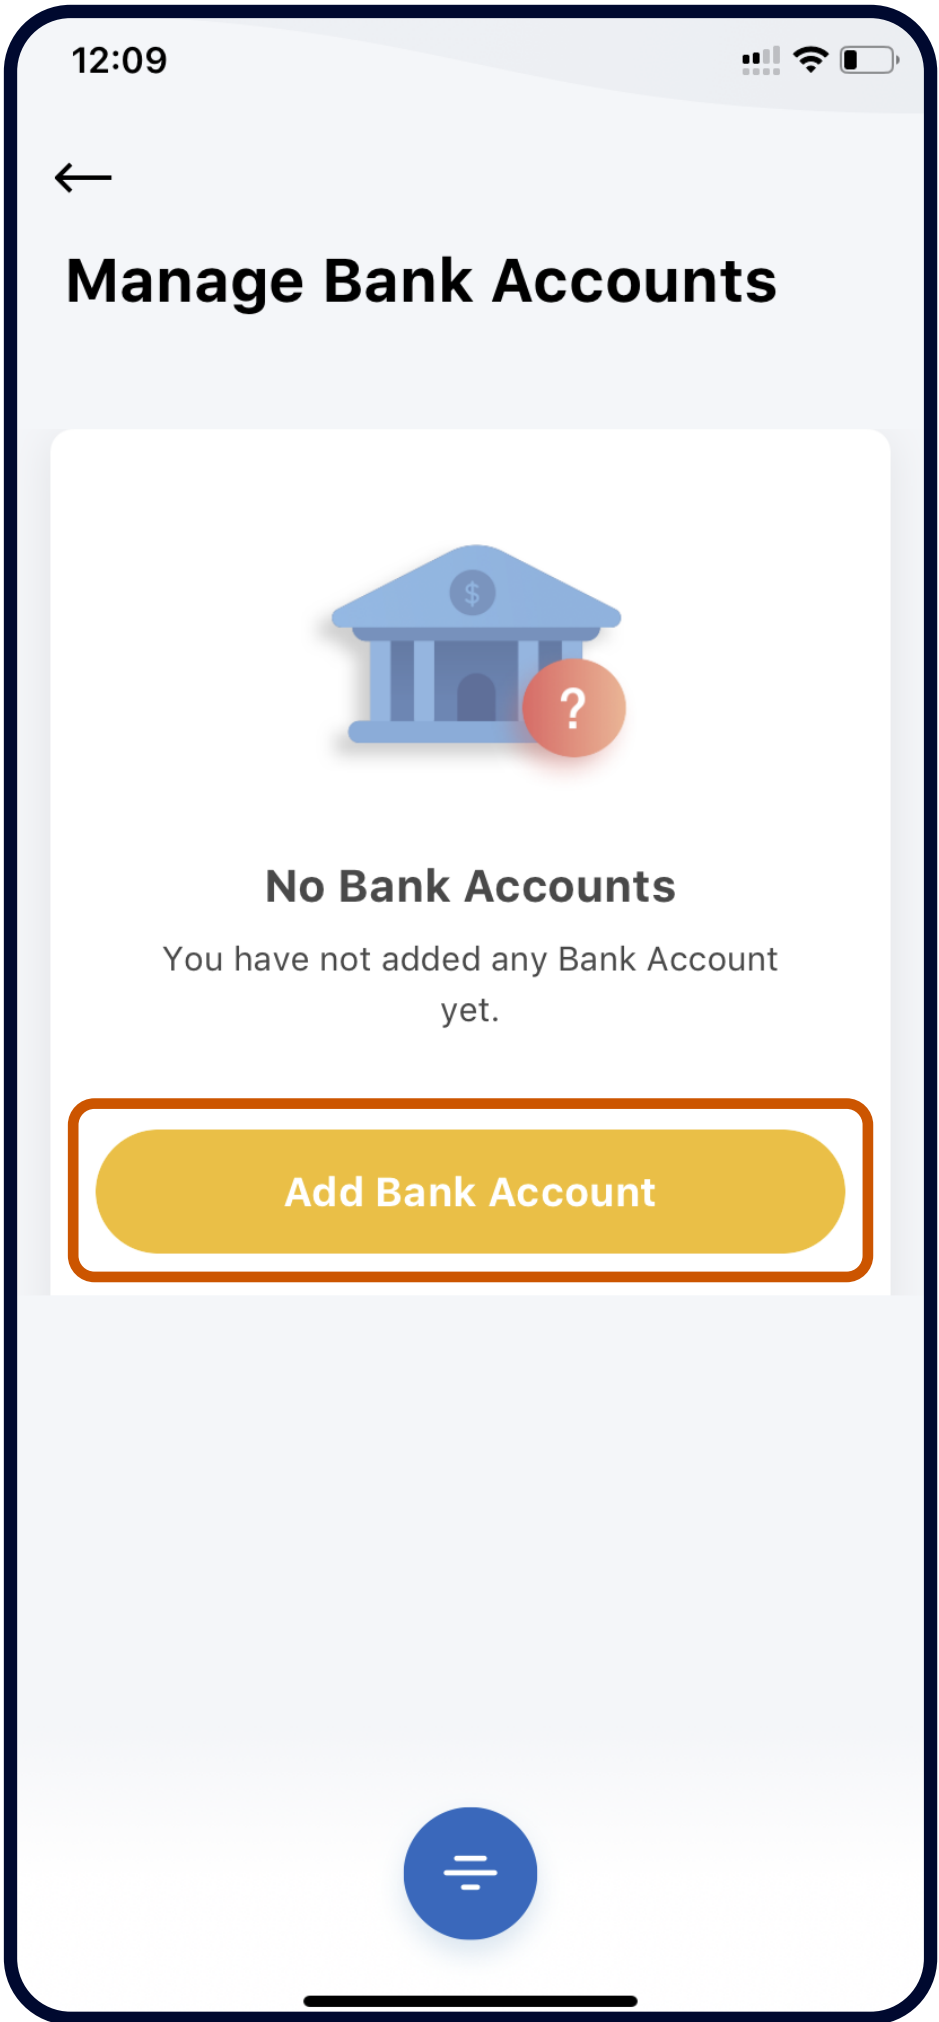 12:09
Manage Bank Accounts
$
?
No Bank Accounts
You have not added any Bank Account
yet.
Add Bank Account